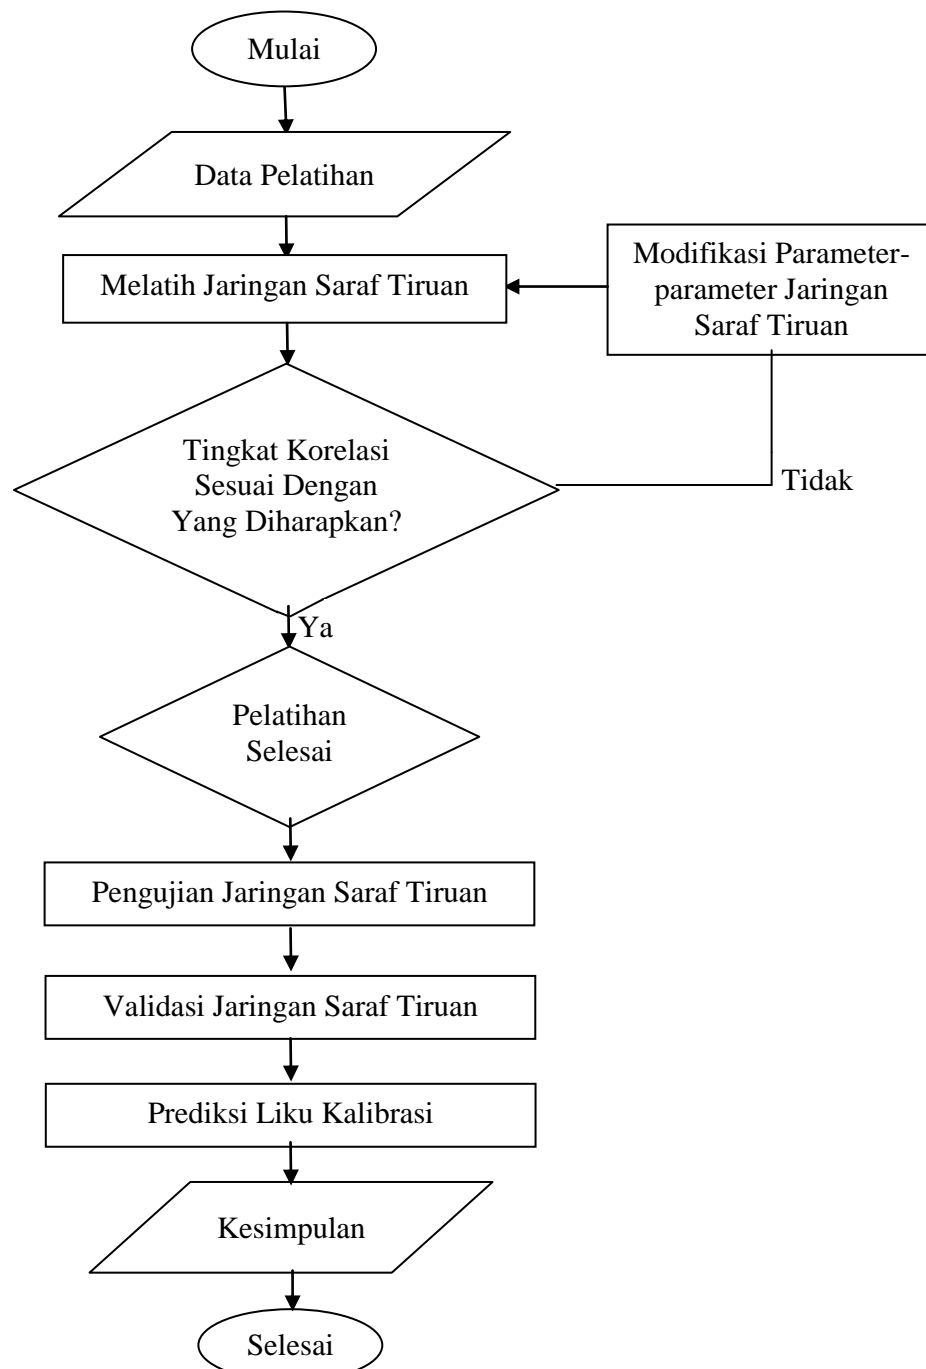 Mulai
Data Pelatihan
Melatih Jaringan Saraf Tiruan
Modifikasi Parameter-
parameter Jaringan
Saraf Tiruan
Tingkat Korelasi
Sesuai Dengan
Yang Diharapkan?
Tidak
Ya
Pelatihan
Selesai
Pengujian Jaringan Saraf Tiruan
Validasi Jaringan Saraf Tiruan
Prediksi Liku Kalibrasi
Kesimpulan
Selesai